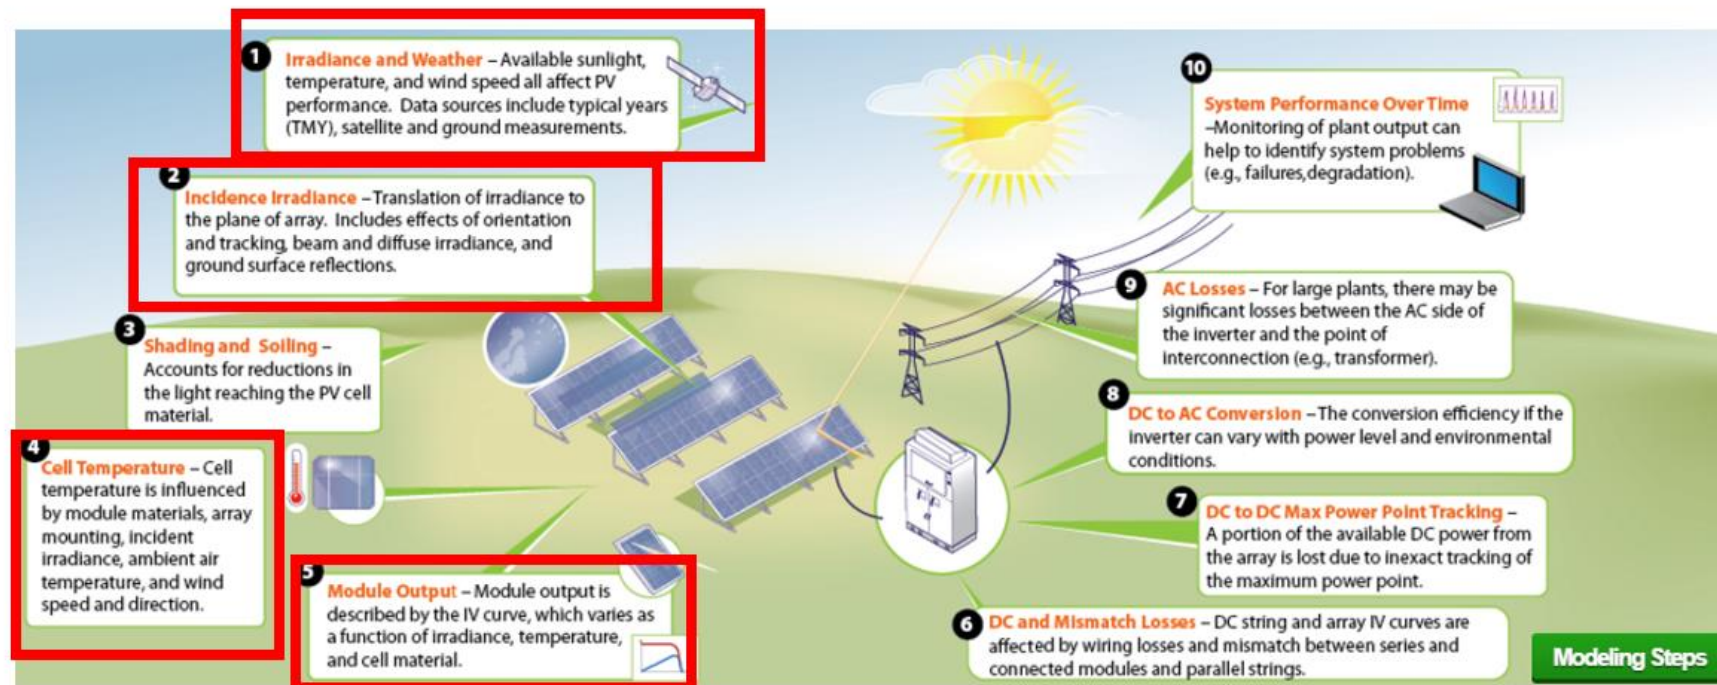 1
Irradiance and Weather – Available sunlight,
temperature, and wind speed all affect PV
performance. Data sources include typical years
(TMY), satellite and ground measurements.
2
Incidence Irradiance – Translation of irradiance to
the plane of array. Includes effects of orientation
and tracking, beam and diffuse irradiance, and
ground surface reflections.
3
Shading and Soiling –
Accounts for reductions in
the light reaching the PV cell
material.
4
Cell Temperature – Cell
temperature is influenced
by module materials, array
mounting, incident
irradiance, ambient air
temperature, and wind
speed and direction.
5
Module Output – Module output is
described by the IV curve, which varies as
a function of irradiance, temperature,
and cell material.
6
DC and Mismatch Losses – DC string and array IV curves are
affected by wiring losses and mismatch between series and
connected modules and parallel strings.
7
DC to DC Max Power Point Tracking –
A portion of the available DC power from
the array is lost due to inexact tracking of
the maximum power point.
8
DC to AC Conversion – The conversion efficiency if the
inverter can vary with power level and environmental
conditions.
9
AC Losses – For large plants, there may be
significant losses between the AC side of
the inverter and the point of
interconnection (e.g., transformer).
10
System Performance Over Time
–Monitoring of plant output can
help to identify system problems
(e.g., failures,degradation).
Modeling Steps